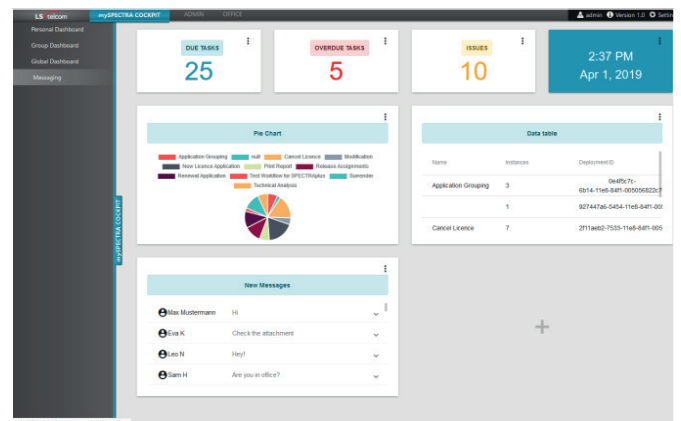 LS telcom mySPECTRA COCKPIT ADMIN OFFICE admin Version 1.0 Settin
Personal Dashboard
Group Dashboard
Global Dashboard
Messaging
mySPECTRA COCKPIT
DUE TASKS
25
OVERDUE TASKS
5
ISSUES
10
2:37 PM
Apr 1, 2019
Pie Chart
Application Grouping null Cancel Licence Modification
New Licence Application Print Report Release Assignments
Renewal Application Test Workflow for SPECTRAplus Surrender
Technical Analysis
Data table
Name Instances DeploymentID
Application Grouping 3 0e4f5c7c-
6b14-11e8-84f1-005056822c7
1 927447a6-5454-11e8-84f1-005
Cancel Licence 7 2f11aeb2-7533-11e8-84f1-005
New Messages
Max Mustermann Hi
Eva K Check the attachment
Leo N Hey!
Sam H Are you in office?
+